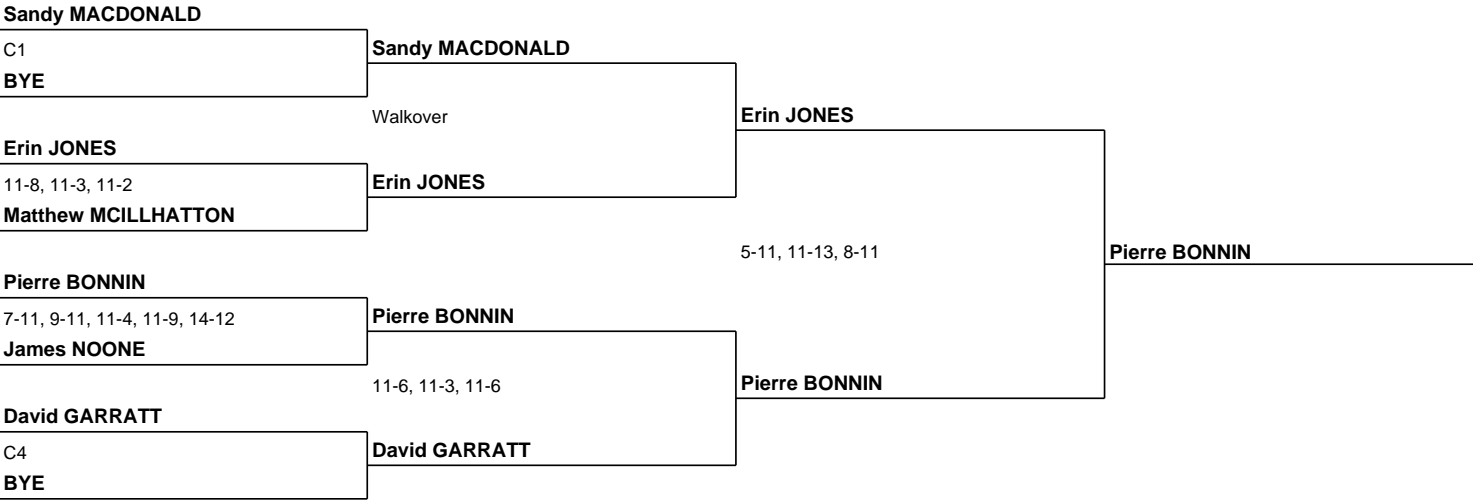 Sandy MACDONALD
C1
BYE
Sandy MACDONALD
Walkover
Erin JONES
Erin JONES
11-8, 11-3, 11-2
Matthew MCILLHATTON
Erin JONES
5-11, 11-13, 8-11
Pierre BONNIN
Pierre BONNIN
7-11, 9-11, 11-4, 11-9, 14-12
James NOONE
Pierre BONNIN
11-6, 11-3, 11-6
Pierre BONNIN
David GARRATT
C4
BYE
David GARRATT